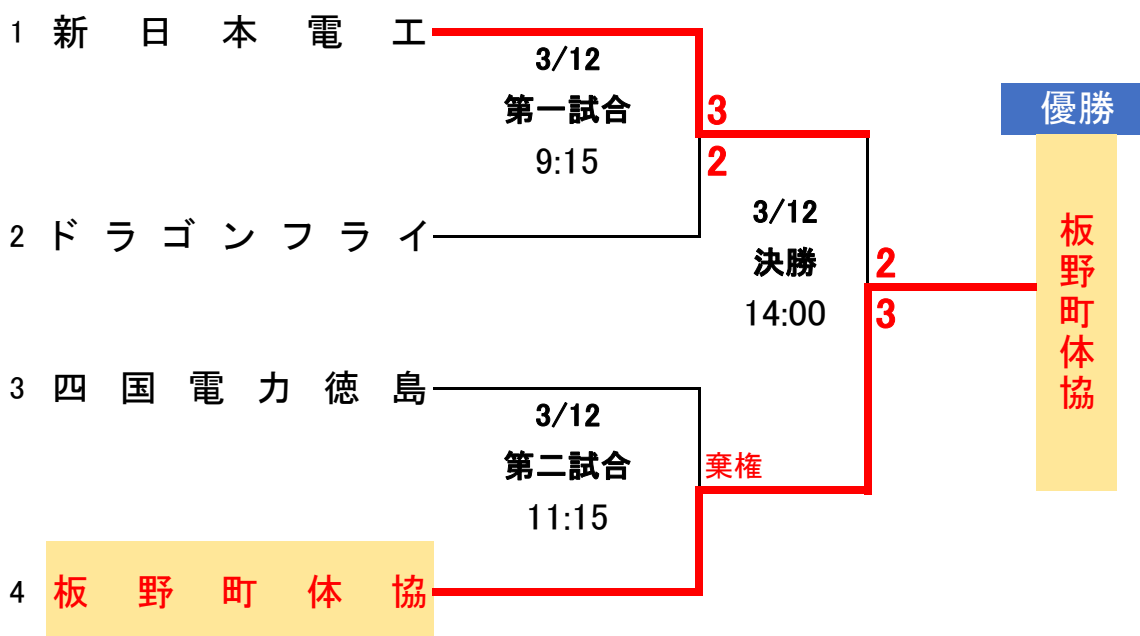 1 新日本電工
3/12
第一試合
9:15
3
2
2 ドラゴンフライ
3/12
決勝
14:00
2
3
3 四国電力徳島
3/12
第二試合
11:15
棄権
4 板野町体協
優勝
板野町体協